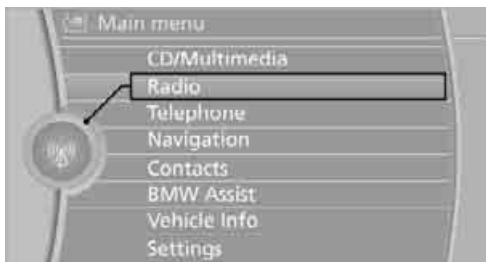 Main menu
CD/Multimedia
Radio
Telephone
Navigation
Contacts
BMW Assist
Vehicle Info
Settings